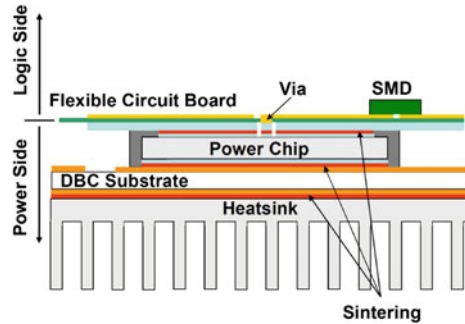 Logic Side
Power Side
Flexible Circuit Board
Via
SMD
Power Chip
DBC Substrate
Heatsink
Sintering